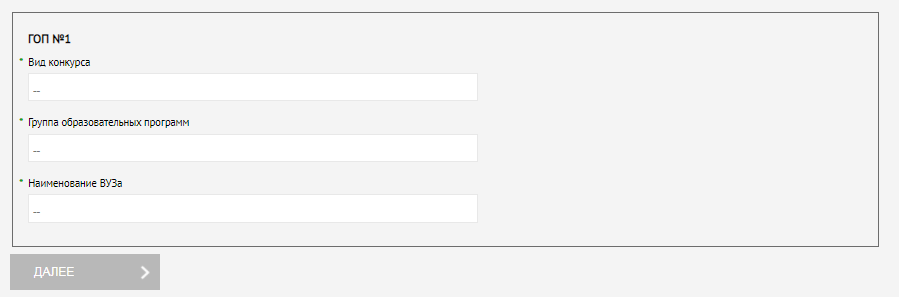 ГОП №1
* Вид конкурса
--
* Группа образовательных программ
--
* Наименование ВУЗа
--
ДАЛЕЕ